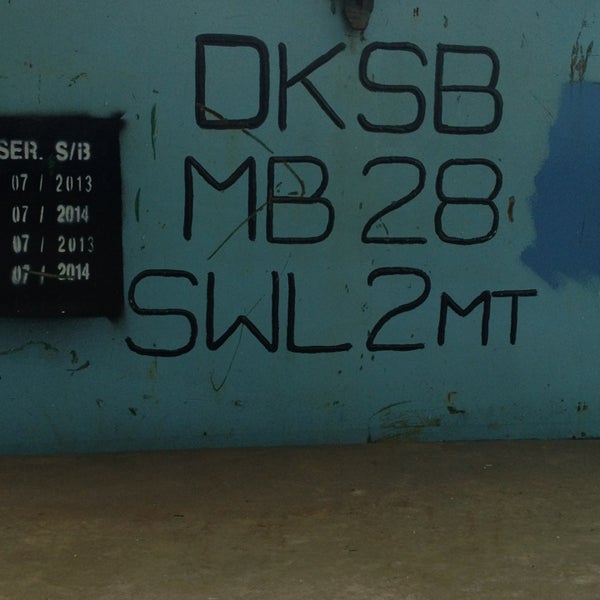 SER. S/B
07 / 2013
07 / 2014
07 / 2013
07 / 2014
DKSB
MB 28
SWL 2MT